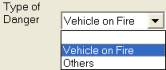 Type of
Danger
Vehicle on Fire
Vehicle on Fire
Others